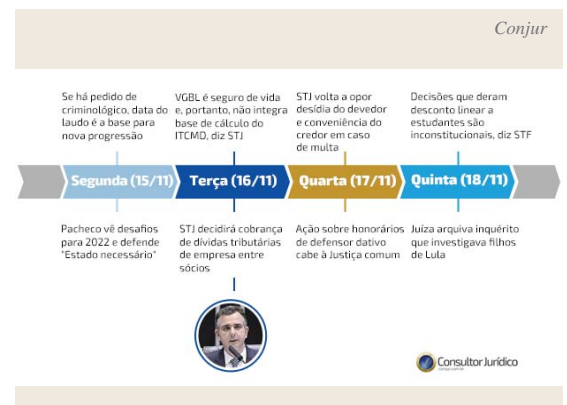 Conjur
Se há pedido de
criminológico, data do
laudo é a base para
nova progressão
VGBL é seguro de vida
e, portanto, não integra
base de cálculo do
ITCMD, diz STJ
STJ volta a opor
desídia do devedor
e conveniência do
credor em caso
de multa
Decisões que deram
desconto linear a
estudantes são
inconstitucionais, diz STF
Segunda (15/11)
Terça (16/11)
Quarta (17/11)
Quinta (18/11)
Pacheco vê desafios
para 2022 e defende
"Estado necessário"
STJ decidirá cobrança
de dívidas tributárias
de empresa entre
sócios
Ação sobre honorários
de defensor dativo
cabe à Justiça comum
Juíza arquiva inquérito
que investigava filhos
de Lula
Consultor Jurídico